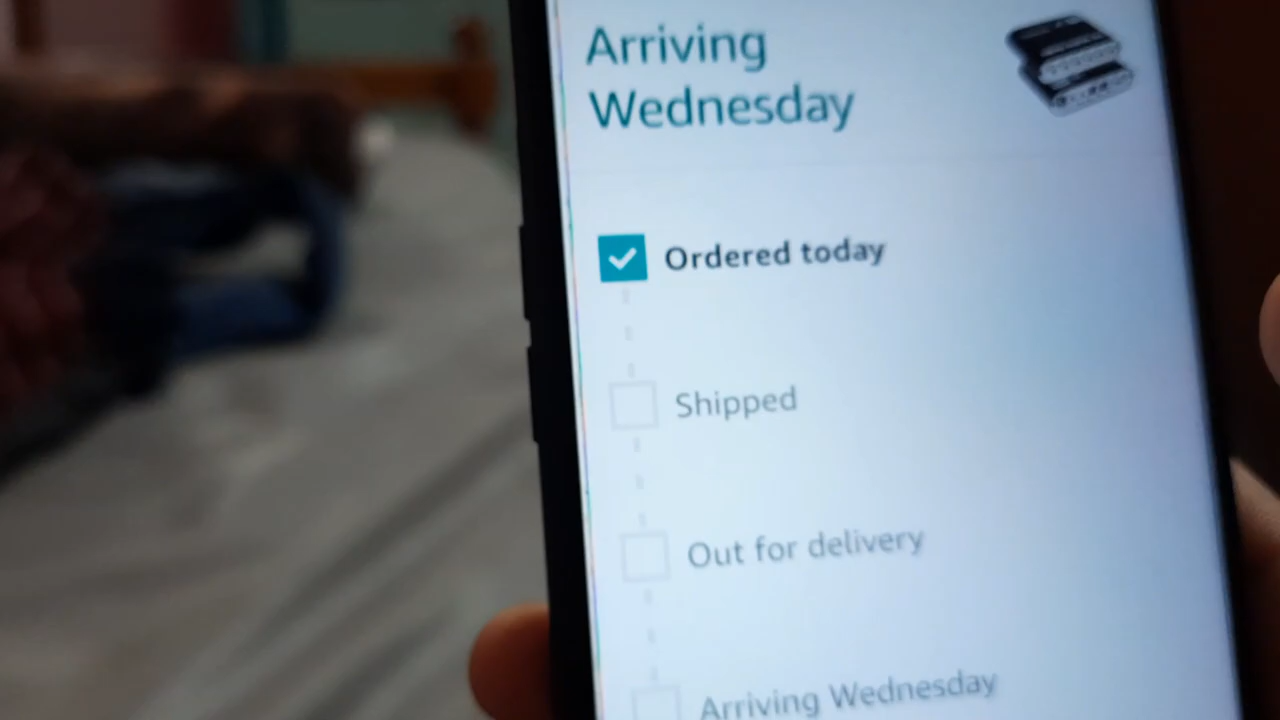 Arriving
Wednesday
Ordered today
Shipped
Out for delivery
Arriving Wednesday